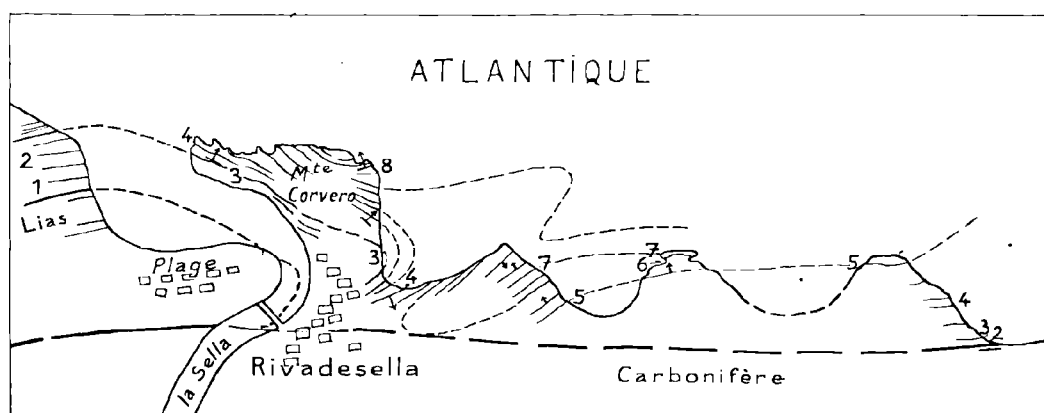 ATLANTIQUE
4
2
3
Mte
8
1
Corvero
Lias
7
7
Plage
3
6
5
4
5
4
3 2
la Sella
Rivadesella
Carbonifère